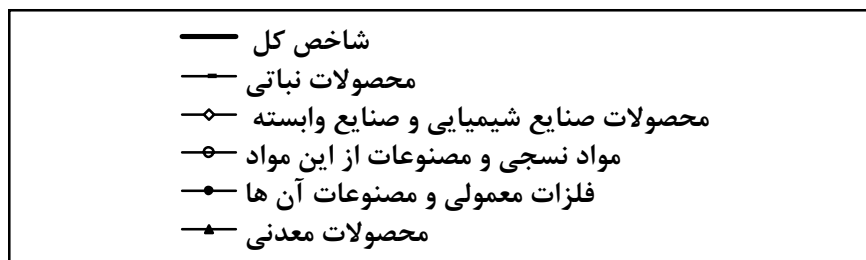 شاخص کل
محصولات نباتی
محصولات صنایع شیمیایی و صنایع وابسته
مواد نسجی و مصنوعات از این مواد
فلزات معمولی و مصنوعات آن ها
محصولات معدنی